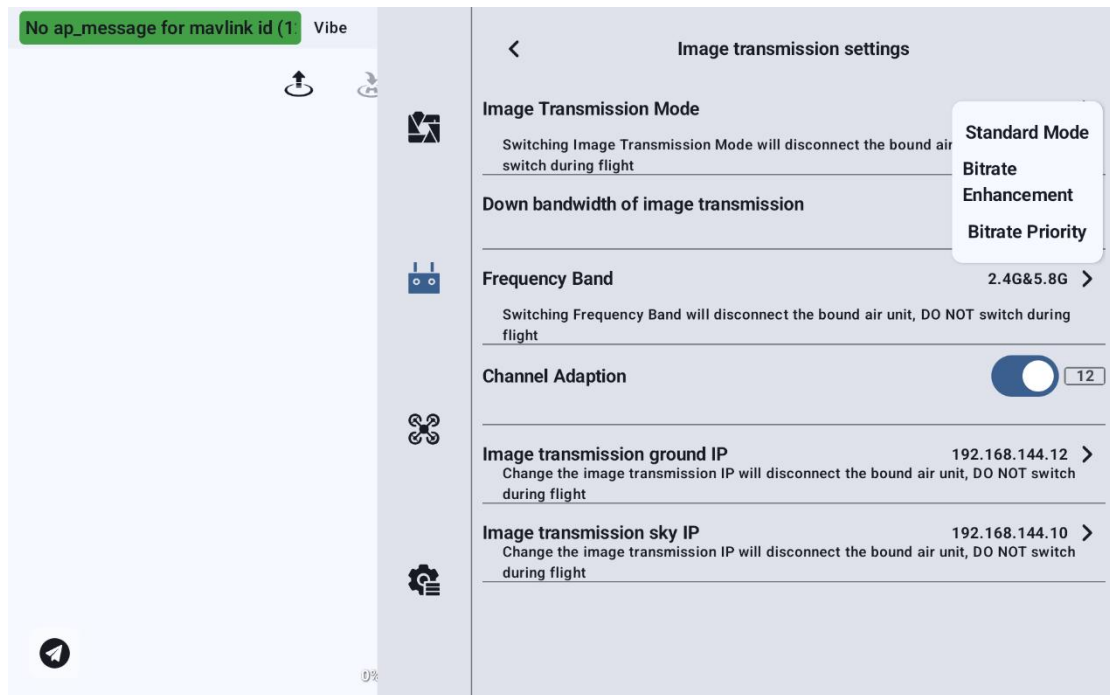 No ap_message for mavlink id (1
Vibe
Image transmission settings
Image Transmission Mode
Switching Image Transmission Mode will disconnect the bound air
switch during flight
Standard Mode
Bitrate
Enhancement
Bitrate Priority
Down bandwidth of image transmission
Frequency Band
2.4G&5.8G
Switching Frequency Band will disconnect the bound air unit, DO NOT switch during
flight
Channel Adaption
12
Image transmission ground IP
192.168.144.12
Change the image transmission IP will disconnect the bound air unit, DO NOT switch
during flight
Image transmission sky IP
192.168.144.10
Change the image transmission IP will disconnect the bound air unit, DO NOT switch
during flight
0%